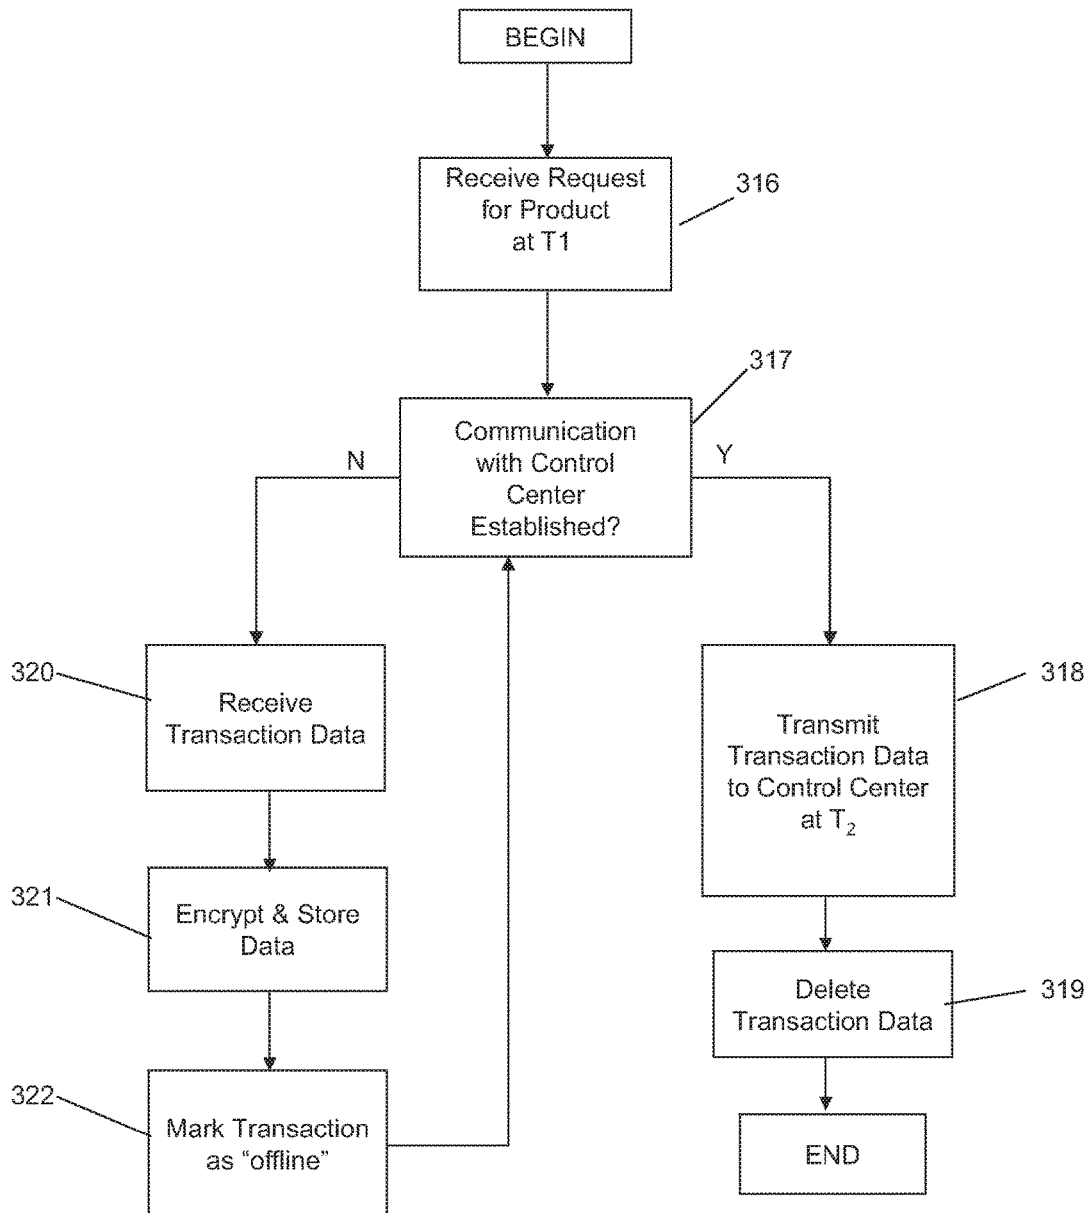 BEGIN
Receive Request
for Product
at T1
316
317
Communication
with Control
Center
Established?
N
Y
320
Receive
Transaction Data
318
Transmit
Transaction Data
to Control Center
at T₂
321
Encrypt & Store
Data
319
Delete
Transaction Data
322
Mark Transaction
as “offline”
END